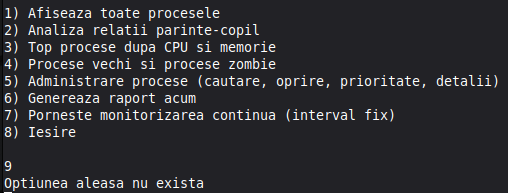 1) Afiseaza toate procesele
2) Analiza relatii parinte-copil
3) Top procese dupa CPU si memorie
4) Procese vechi si procese zombie
5) Administrare procese (cautare, oprire, prioritate, detalii)
6) Genereaza raport acum
7) Porneste monitorizarea continua (interval fix)
8) Iesire
9
Optiunea aleasa nu exista